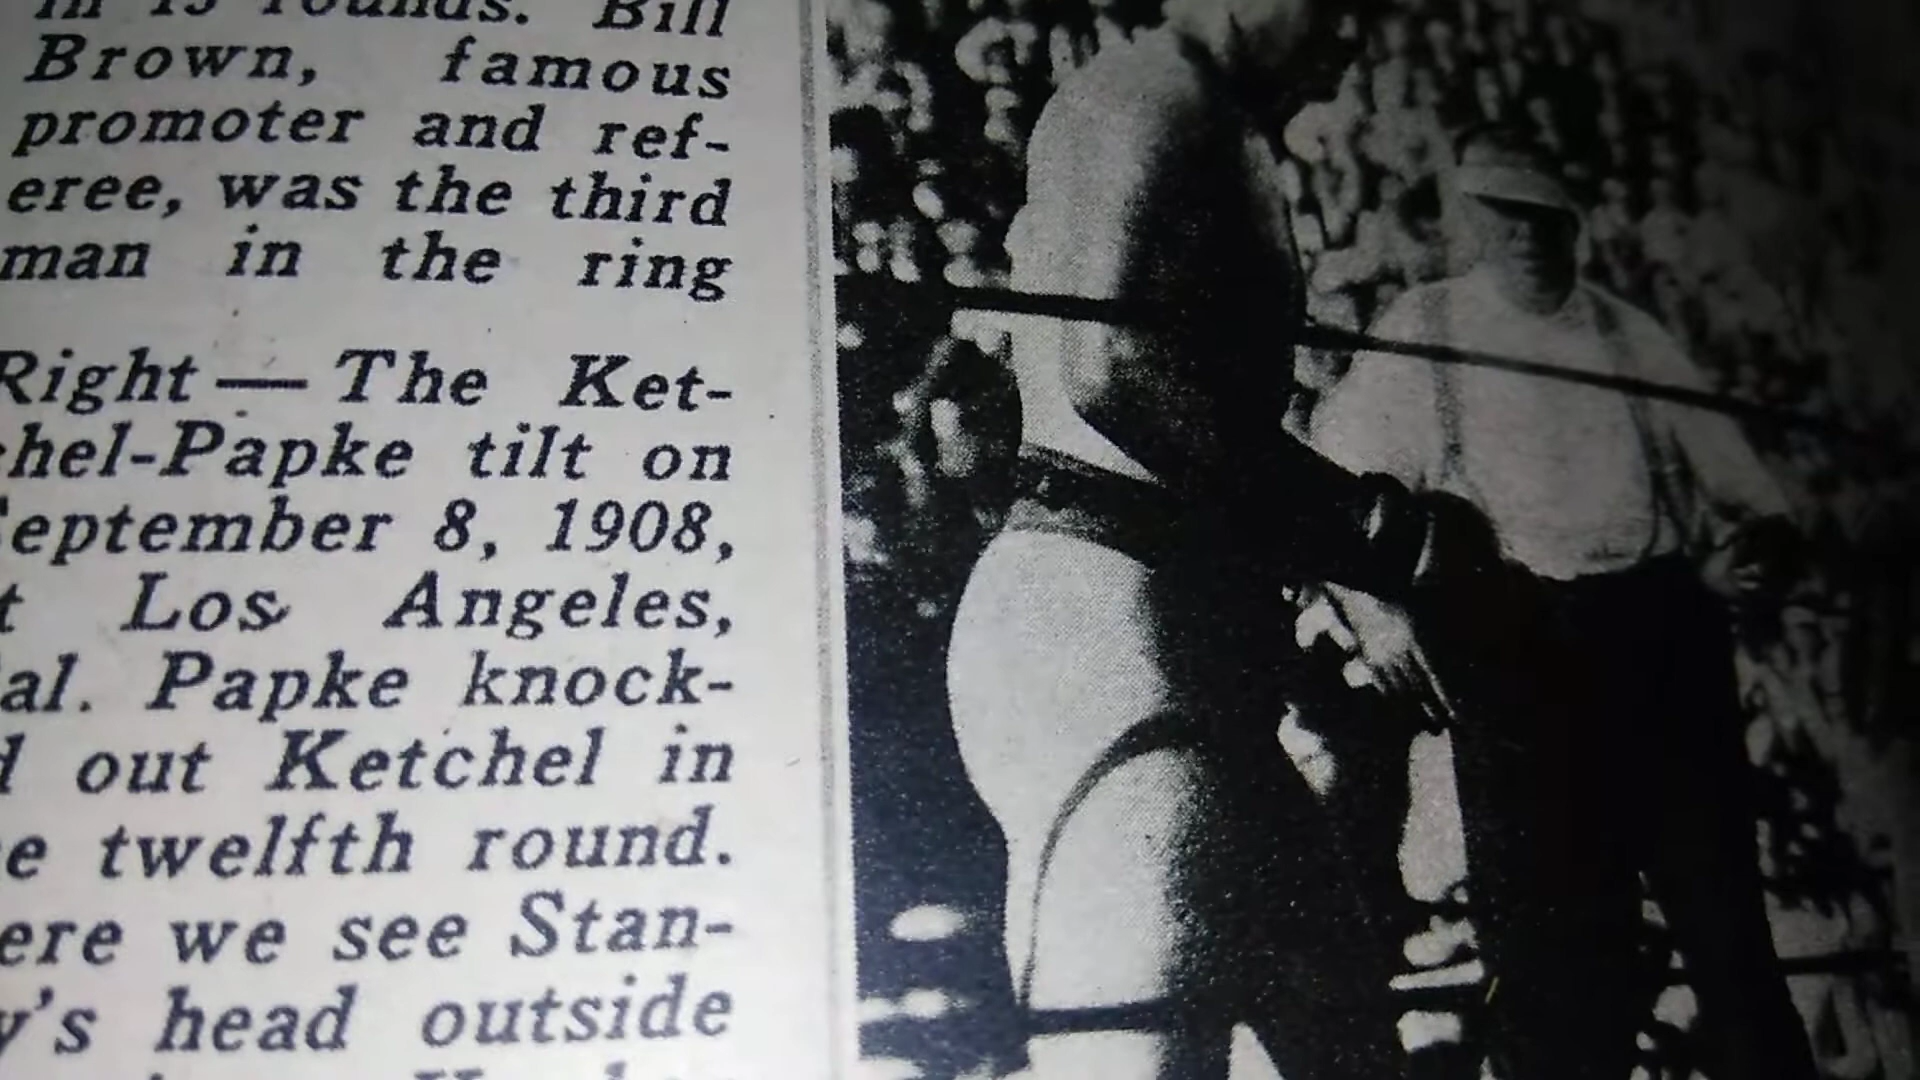 in 15 rounds. Bill
Brown, famous
promoter and ref-
eree, was the third
man in the ring
Right — The Ket-
chel-Papke tilt on
September 8, 1908,
t Los Angeles,
al. Papke knock-
d out Ketchel in
e twelfth round.
ere we see Stan-
y's head outside